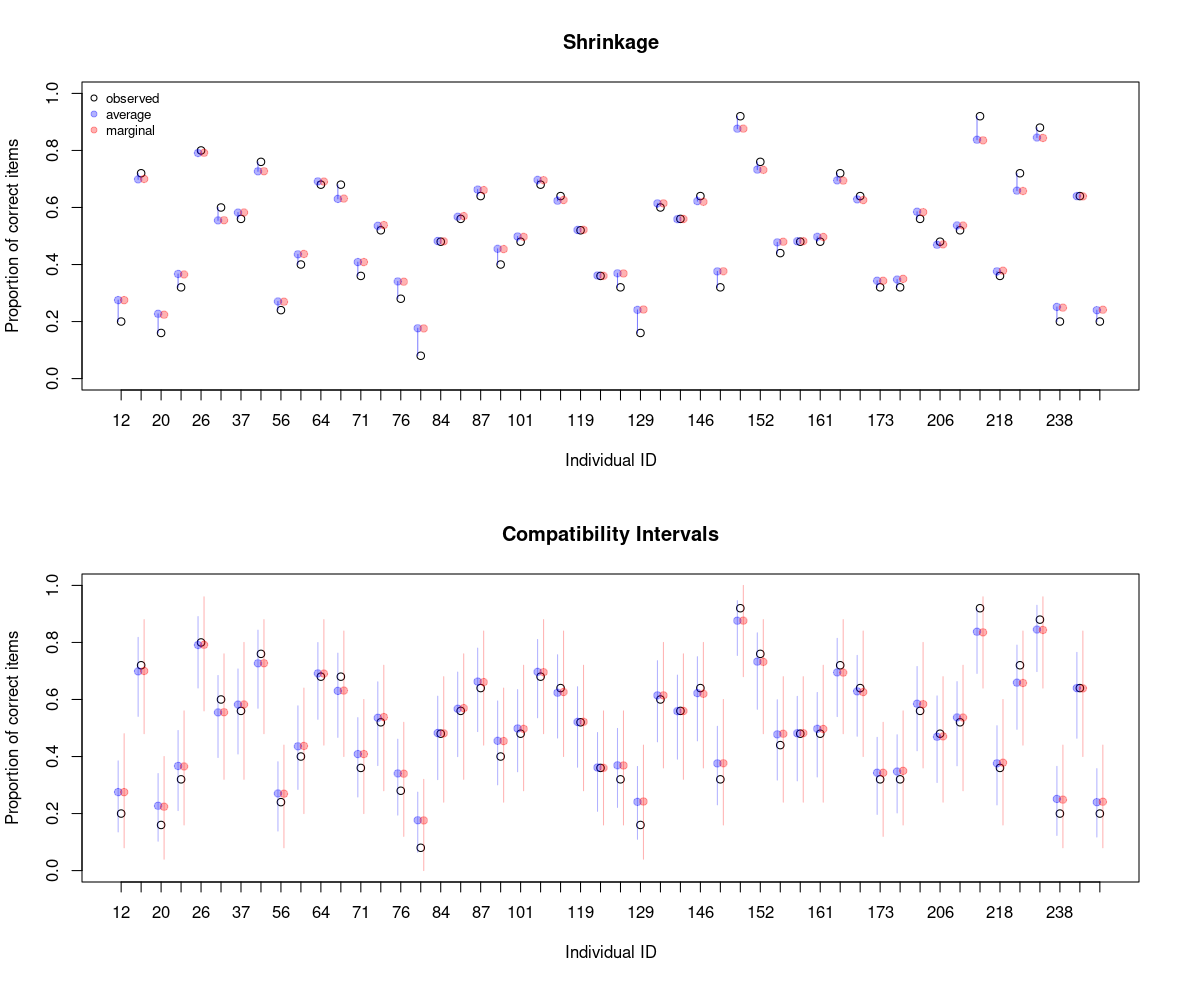 Shrinkage
Proportion of correct items
1.0
0.8
0.6
0.4
0.2
0.0
observed
average
marginal
12 20 26 37 56 64 71 76 84 87 101 119 129 146 152 161 173 206 218 238
Individual ID
Compatibility Intervals
Proportion of correct items
1.0
0.8
0.6
0.4
0.2
0.0
12 20 26 37 56 64 71 76 84 87 101 119 129 146 152 161 173 206 218 238
Individual ID